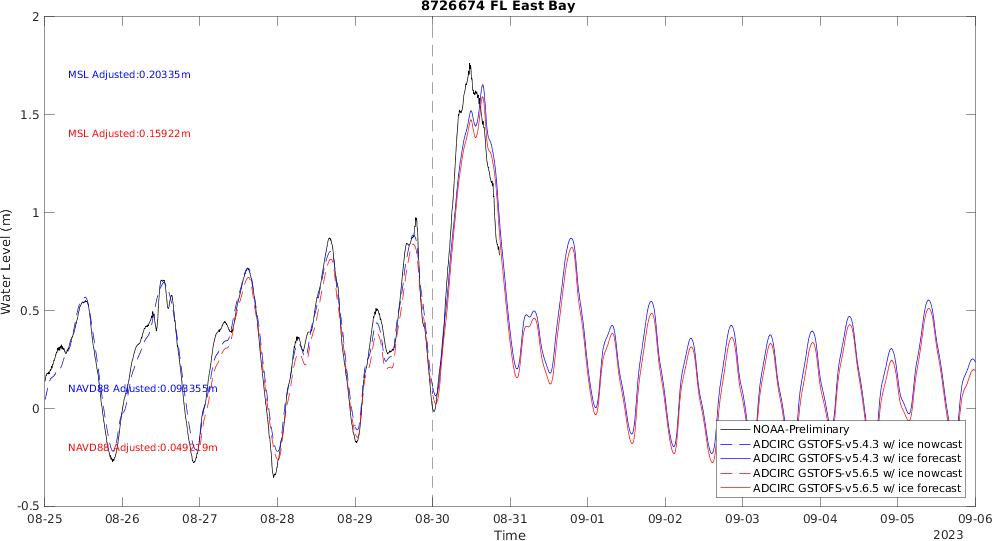 8726674 FL East Bay
2
1.5
1
0.5
0
-0.5
Water Level (m)
MSL Adjusted:0.20335m
MSL Adjusted:0.15922m
NAVD88 Adjusted:0.093355m
NAVD88 Adjusted:0.049219m
NOAA-Preliminary
ADCIRC GSTOFS-v5.4.3 w/ ice nowcast
ADCIRC GSTOFS-v5.4.3 w/ ice forecast
ADCIRC GSTOFS-v5.6.5 w/ ice nowcast
ADCIRC GSTOFS-v5.6.5 w/ ice forecast
08-25 08-26 08-27 08-28 08-29 08-30 08-31 09-01 09-02 09-03 09-04 09-05 09-06
Time
2023